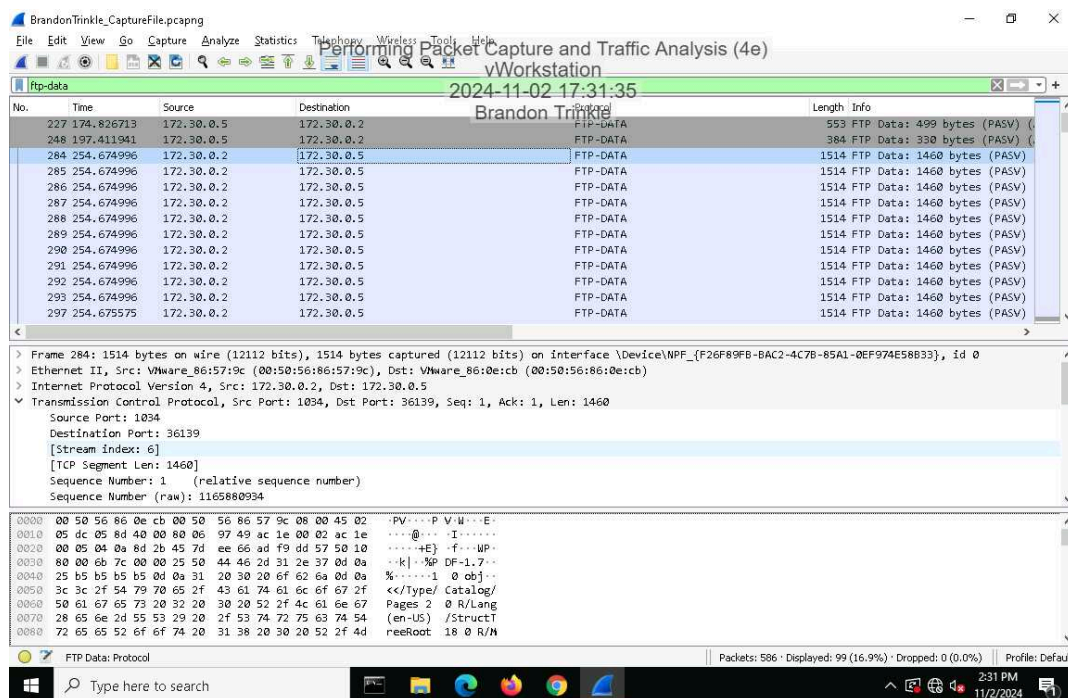 BrandonTrinkle_CaptureFile.pcapng
File Edit View Go Capture Analyze Statistics Telephony Wireless Tools Help
Performing Packet Capture and Traffic Analysis (4e)
vWorkstation
2024-11-02 17:31:35
Brandon Trinkle
ftp-data
No. Time Source Destination Protocol Length Info
227 174.826713 172.30.0.5 172.30.0.2 FTP-DATA 553 FTP Data: 499 bytes (PASV) (
248 197.411941 172.30.0.5 172.30.0.2 FTP-DATA 384 FTP Data: 330 bytes (PASV) (
284 254.674996 172.30.0.2 172.30.0.5 FTP-DATA 1514 FTP Data: 1460 bytes (PASV)
285 254.674996 172.30.0.2 172.30.0.5 FTP-DATA 1514 FTP Data: 1460 bytes (PASV)
286 254.674996 172.30.0.2 172.30.0.5 FTP-DATA 1514 FTP Data: 1460 bytes (PASV)
287 254.674996 172.30.0.2 172.30.0.5 FTP-DATA 1514 FTP Data: 1460 bytes (PASV)
288 254.674996 172.30.0.2 172.30.0.5 FTP-DATA 1514 FTP Data: 1460 bytes (PASV)
289 254.674996 172.30.0.2 172.30.0.5 FTP-DATA 1514 FTP Data: 1460 bytes (PASV)
290 254.674996 172.30.0.2 172.30.0.5 FTP-DATA 1514 FTP Data: 1460 bytes (PASV)
291 254.674996 172.30.0.2 172.30.0.5 FTP-DATA 1514 FTP Data: 1460 bytes (PASV)
292 254.674996 172.30.0.2 172.30.0.5 FTP-DATA 1514 FTP Data: 1460 bytes (PASV)
293 254.674996 172.30.0.2 172.30.0.5 FTP-DATA 1514 FTP Data: 1460 bytes (PASV)
297 254.675575 172.30.0.2 172.30.0.5 FTP-DATA 1514 FTP Data: 1460 bytes (PASV)
Frame 284: 1514 bytes on wire (12112 bits), 1514 bytes captured (12112 bits) on interface \Device\NPF_{F26F89FB-BAC2-4C7B-85A1-0EF974E58B33}, id 0
Ethernet II, Src: VMware_86:57:9c (00:50:56:86:57:9c), Dst: VMware_86:0e:cb (00:50:56:86:0e:cb)
Internet Protocol Version 4, Src: 172.30.0.2, Dst: 172.30.0.5
Transmission Control Protocol, Src Port: 1034, Dst Port: 36139, Seq: 1, Ack: 1, Len: 1460
Source Port: 1034
Destination Port: 36139
[Stream index: 6]
[TCP Segment Len: 1460]
Sequence Number: 1 (relative sequence number)
Sequence Number (raw): 1165880934
0000 00 50 56 86 0e cb 00 50 56 86 57 9c 08 00 45 02 ·PV····P V·W···E·
0010 05 dc 05 8d 40 00 80 06 97 49 ac 1e 00 02 ac 1e ····@··· ·I······
0020 00 05 04 0a 8d 2b 45 7d ee 66 ad f9 dd 57 50 10 ·····+E} ·f···WP·
0030 80 00 6b 7c 00 00 25 50 44 46 2d 31 2e 37 0d 0a ··k|··%P DF-1.7··
0040 25 b5 b5 b5 b5 0d 0a 31 20 30 20 6f 62 6a 0d 0a %······1 0 obj··
0050 3c 3c 2f 54 79 70 65 2f 43 61 74 61 6c 6f 67 2f <</Type/ Catalog/
0060 50 61 67 65 73 20 32 20 30 20 52 2f 4c 61 6e 67 Pages 2 0 R/Lang
0070 28 65 6e 2d 55 53 29 20 2f 53 74 72 75 63 74 54 (en-US) /StructT
0080 72 65 65 52 6f 6f 74 20 31 38 20 30 20 52 2f 4d reeRoot 18 0 R/M
FTP Data: Protocol Packets: 586 · Displayed: 99 (16.9%) · Dropped: 0 (0.0%) Profile: Defau
Type here to search
2:31 PM
11/2/2024